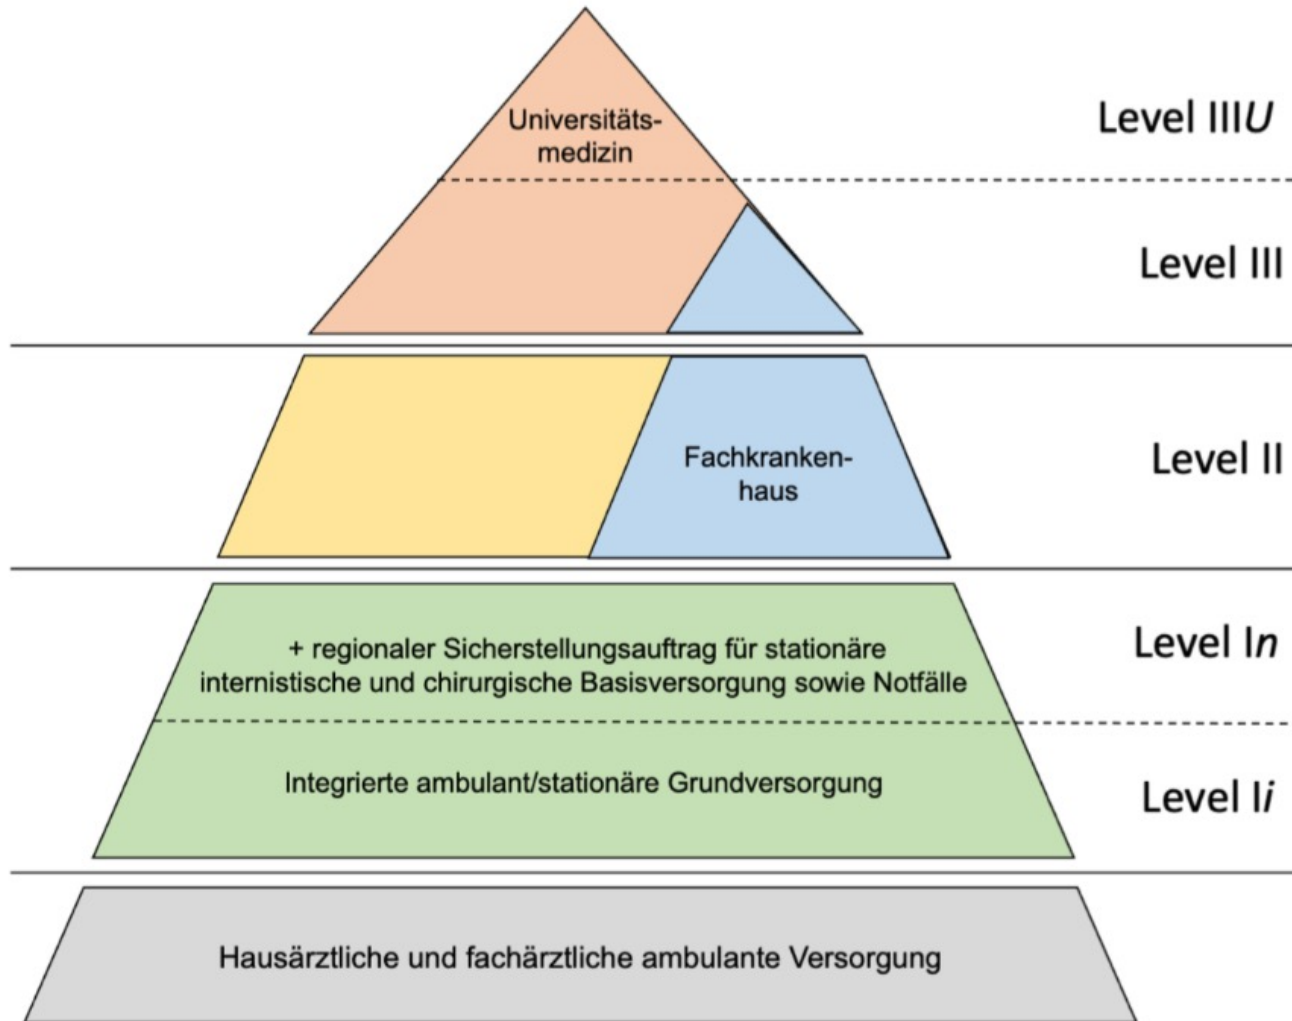 Universitäts-
medizin
Level IIIU
Level III
Fachkranken-
haus
Level II
+ regionaler Sicherstellungsauftrag für stationäre
internistische und chirurgische Basisversorgung sowie Notfälle
Level In
Integrierte ambulant/stationäre Grundversorgung
Level Ii
Hausärztliche und fachärztliche ambulante Versorgung